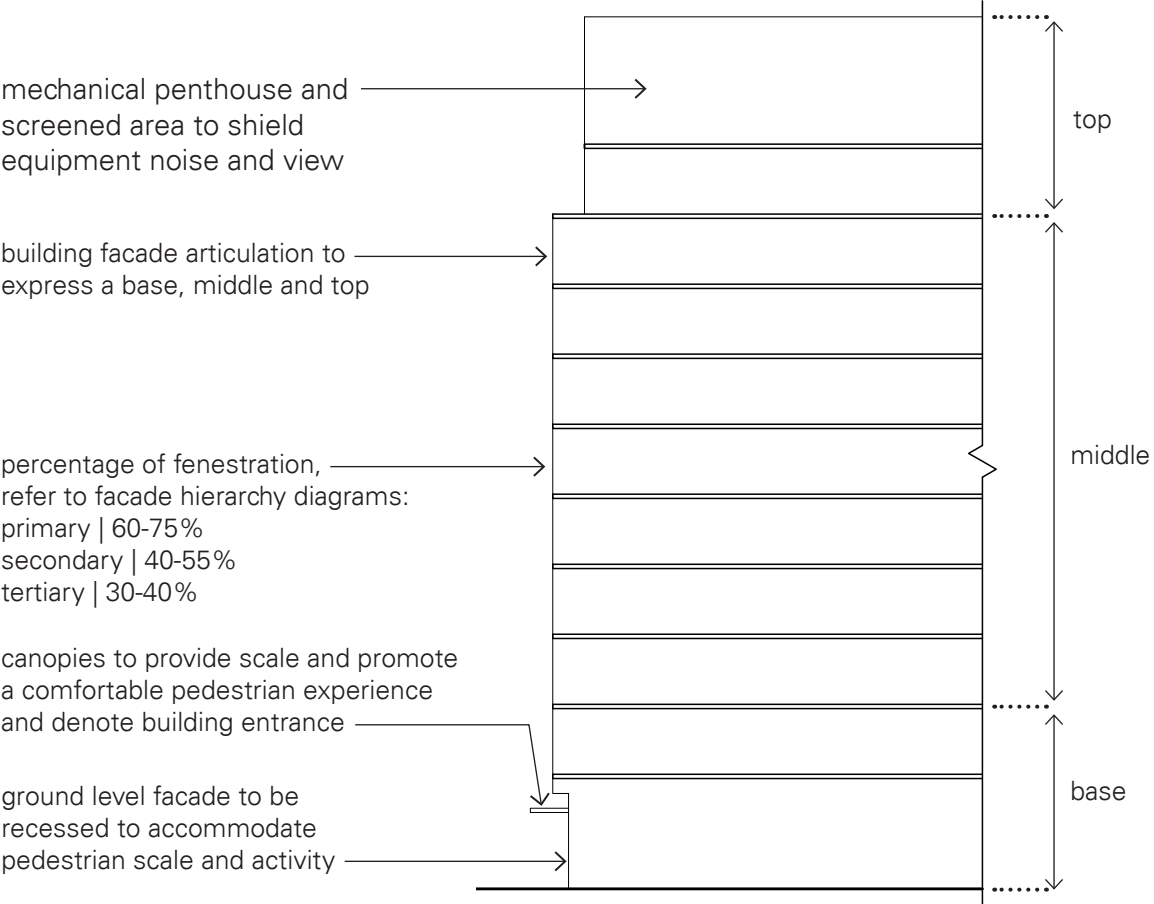 mechanical penthouse and
screened area to shield
equipment noise and view
top
building facade articulation to
express a base, middle and top
percentage of fenestration,
refer to facade hierarchy diagrams:
primary | 60-75%
secondary | 40-55%
tertiary | 30-40%
middle
canopies to provide scale and promote
a comfortable pedestrian experience
and denote building entrance
ground level facade to be
recessed to accommodate
pedestrian scale and activity
base